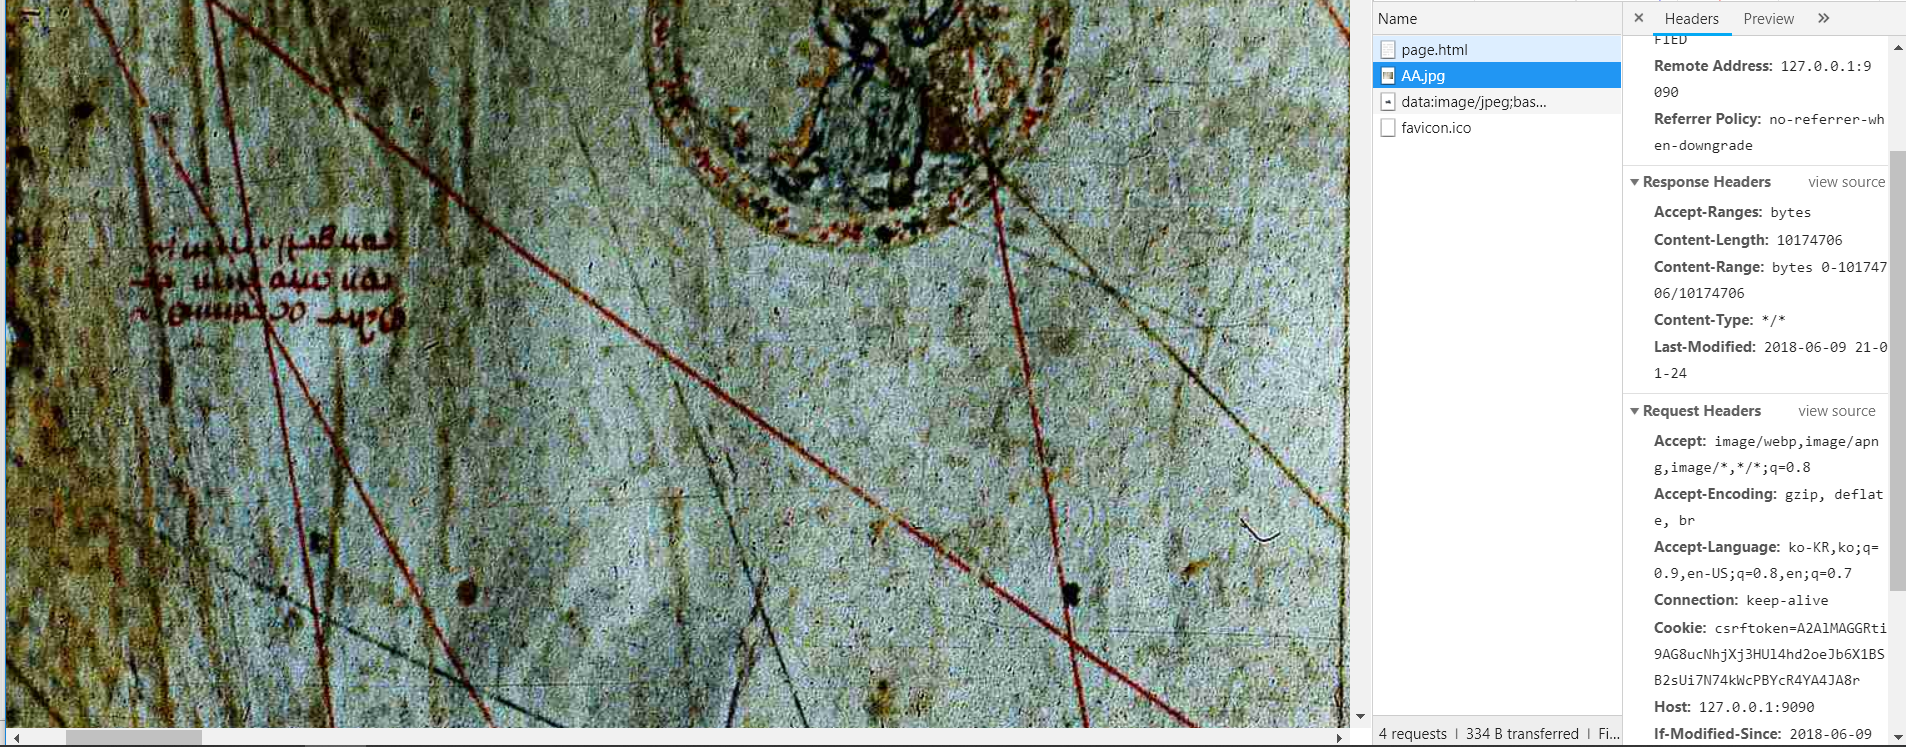 Name
page.html
AA.jpg
data:image/jpeg;bas...
favicon.ico
4 requests | 334 B transferred | Fi...
× Headers Preview »
FIED
Remote Address: 127.0.0.1:9
090
Referrer Policy: no-referrer-wh
en-downgrade
▼ Response Headers view source
Accept-Ranges: bytes
Content-Length: 10174706
Content-Range: bytes 0-101747
06/10174706
Content-Type: */*
Last-Modified: 2018-06-09 21-0
1-24
▼ Request Headers view source
Accept: image/webp,image/apn
g,image/*,*/*;q=0.8
Accept-Encoding: gzip, deflat
e, br
Accept-Language: ko-KR,ko;q=
0.9,en-US;q=0.8,en;q=0.7
Connection: keep-alive
Cookie: csrftoken=A2AlMAGGRti
9AG8ucNhjXj3HUl4hd2oeJb6X1BS
B2sUi7N74kWcPBYcR4YA4JA8r
Host: 127.0.0.1:9090
If-Modified-Since: 2018-06-09